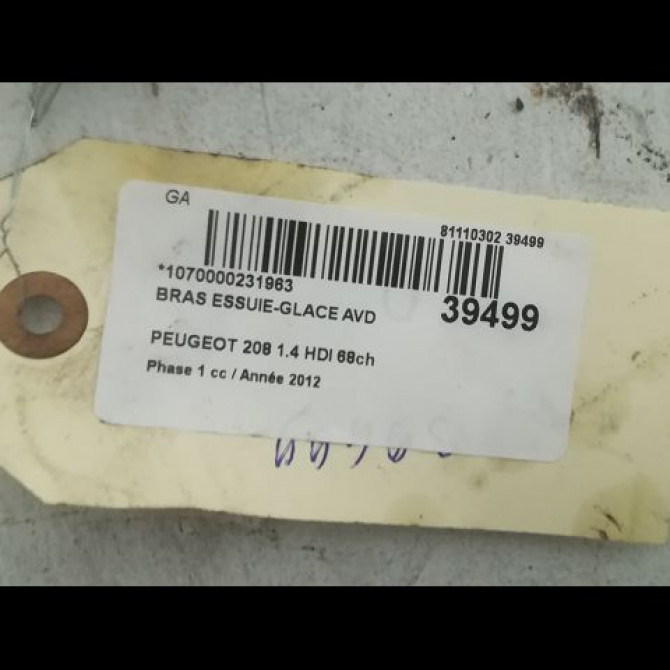 GA
81110302 39499
*1070000231963
39499
BRAS ESSUIE-GLACE AVD
PEUGEOT 208 1.4 HDI 68ch
Phase 1 cc / Année 2012